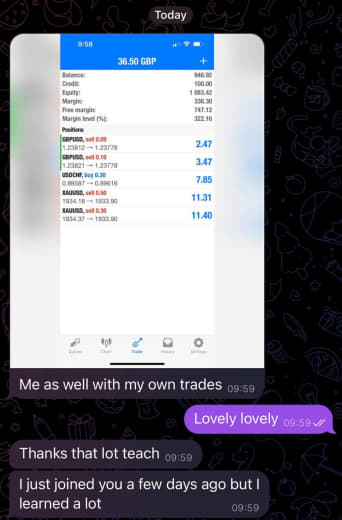 Today
9:58
36.50 GBP +
Balance: 946.92
Credit: 100.00
Equity: 1 083.42
Margin: 336.30
Free margin: 747.12
Margin level (%): 322.16
Positions
GBPUSD, sell 0.09
1.23812 → 1.23778 2.47
GBPUSD, sell 0.10
1.23821 → 1.23778 3.47
USDCHF, buy 0.30
0.89587 → 0.89616 7.85
XAUUSD, sell 0.50
1934.18 → 1933.90 11.31
XAUUSD, sell 0.30
1934.37 → 1933.90 11.40
Quotes Chart Trade History Settings
Me as well with my own trades 09:59
Lovely lovely 09:59
Thanks that lot teach 09:59
I just joined you a few days ago but I
learned a lot 09:59